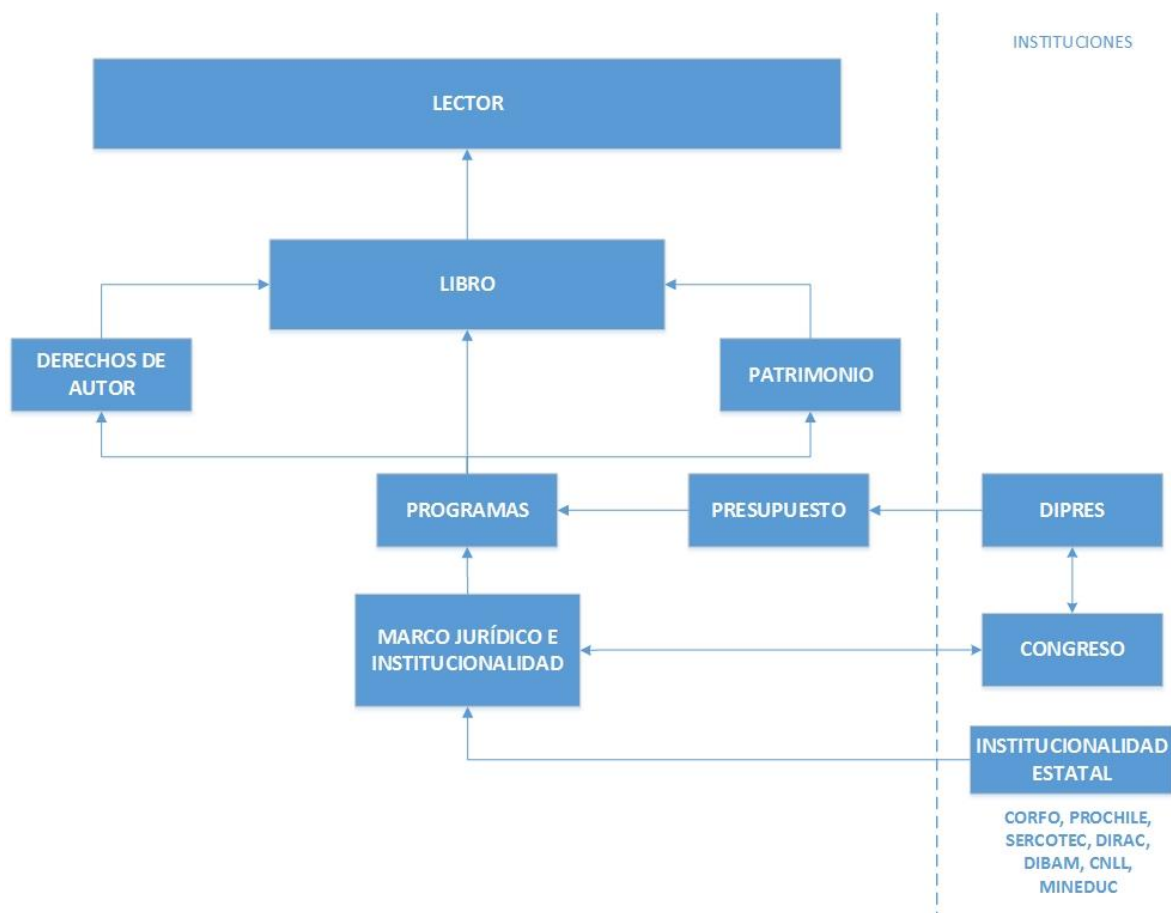 INSTITUCIONES
LECTOR
LIBRO
DERECHOS DE
AUTOR
PATRIMONIO
PROGRAMAS
PRESUPUESTO
DIPRES
MARCO JURÍDICO E
INSTITUCIONALIDAD
CONGRESO
INSTITUCIONALIDAD
ESTATAL
CORFO, PROCHILE,
SERCOTEC, DIRAC,
DIBAM, CNLL,
MINEDUC